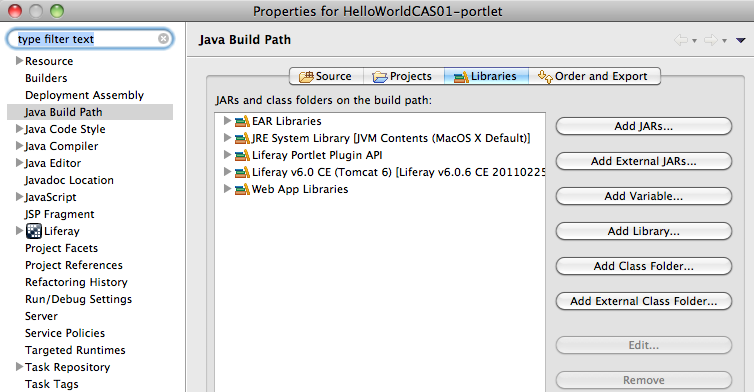 Properties for HelloWorldCAS01-portlet
type filter text
Resource
Builders
Deployment Assembly
Java Build Path
Java Code Style
Java Compiler
Java Editor
Javadoc Location
JavaScript
JSP Fragment
Liferay
Project Facets
Project References
Refactoring History
Run/Debug Settings
Server
Service Policies
Targeted Runtimes
Task Repository
Task Tags
Java Build Path
Source
Projects
Libraries
Order and Export
JARs and class folders on the build path:
EAR Libraries
JRE System Library [JVM Contents (MacOS X Default)]
Liferay Portlet Plugin API
Liferay v6.0 CE (Tomcat 6) [Liferay v6.0.6 CE 20110225
Web App Libraries
Add JARs...
Add External JARs...
Add Variable...
Add Library...
Add Class Folder...
Add External Class Folder...
Edit...
Remove